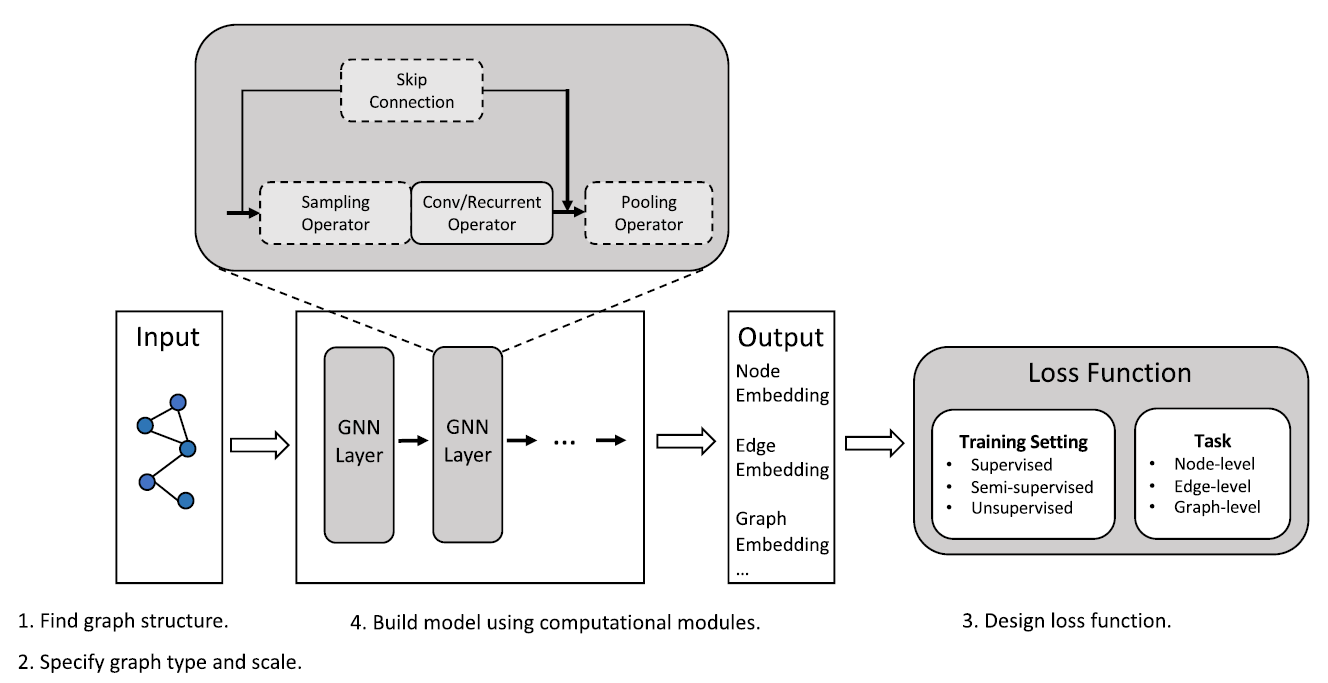 Skip
Connection
Sampling
Operator
Conv/Recurrent
Operator
Pooling
Operator
Input
GNN
Layer
GNN
Layer
...
Output
Node
Embedding
Edge
Embedding
Graph
Embedding
...
Loss Function
Training Setting
• Supervised
• Semi-supervised
• Unsupervised
Task
• Node-level
• Edge-level
• Graph-level
1. Find graph structure.
2. Specify graph type and scale.
4. Build model using computational modules.
3. Design loss function.